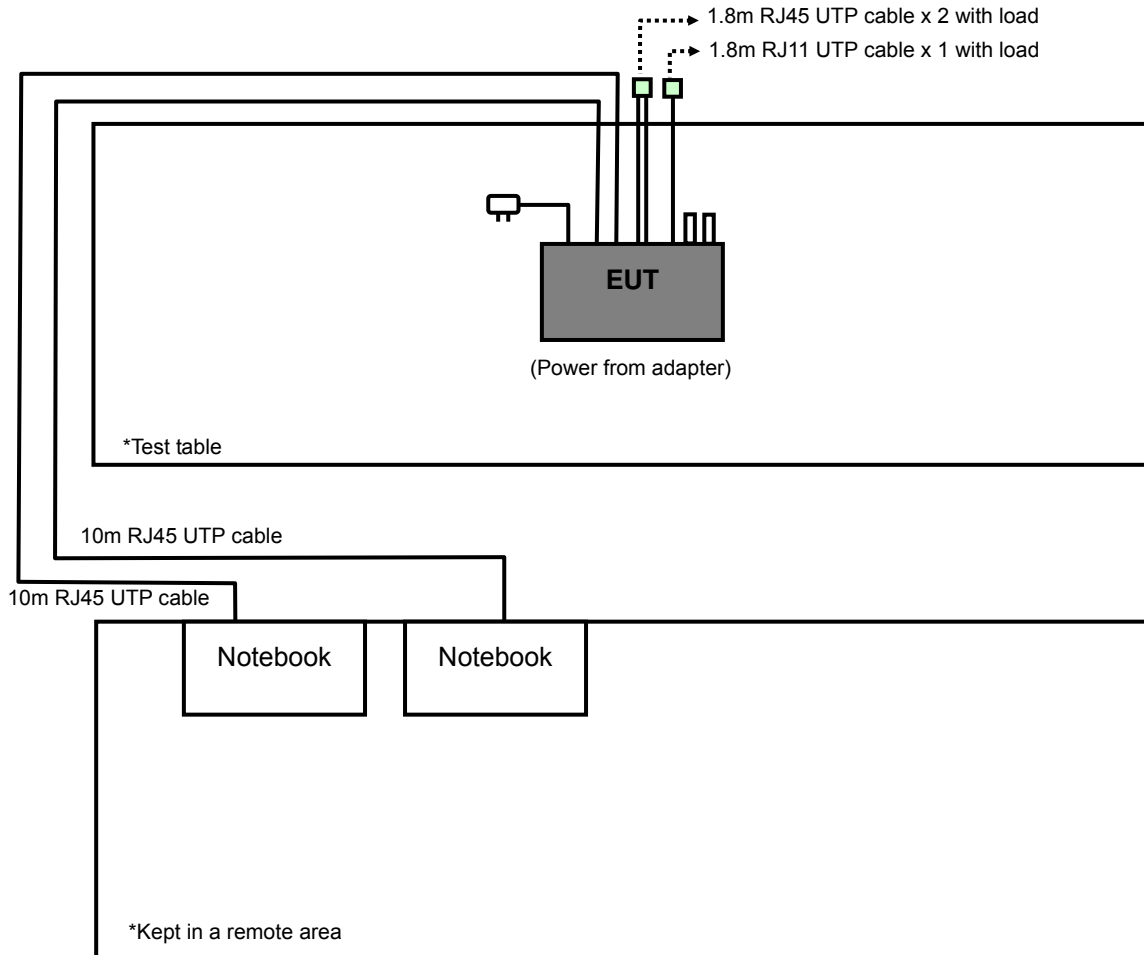 1.8m RJ45 UTP cable x 2 with load
1.8m RJ11 UTP cable x 1 with load
EUT
(Power from adapter)
*Test table
10m RJ45 UTP cable
10m RJ45 UTP cable
Notebook
Notebook
*Kept in a remote area